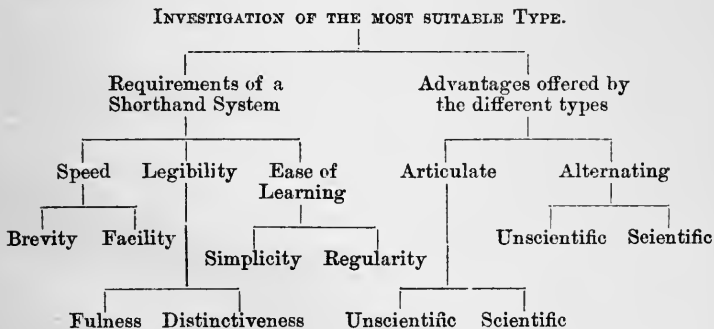 Investigation of the most suitable Type.
Requirements of a Advantages offered by
Shorthand System the different types
Speed Legibility Ease of Articulate Alternating
Learning
Brevity Facility Unscientific Scientific
Simplicity Regularity
Fulness Distinctiveness Unscientific Scientific